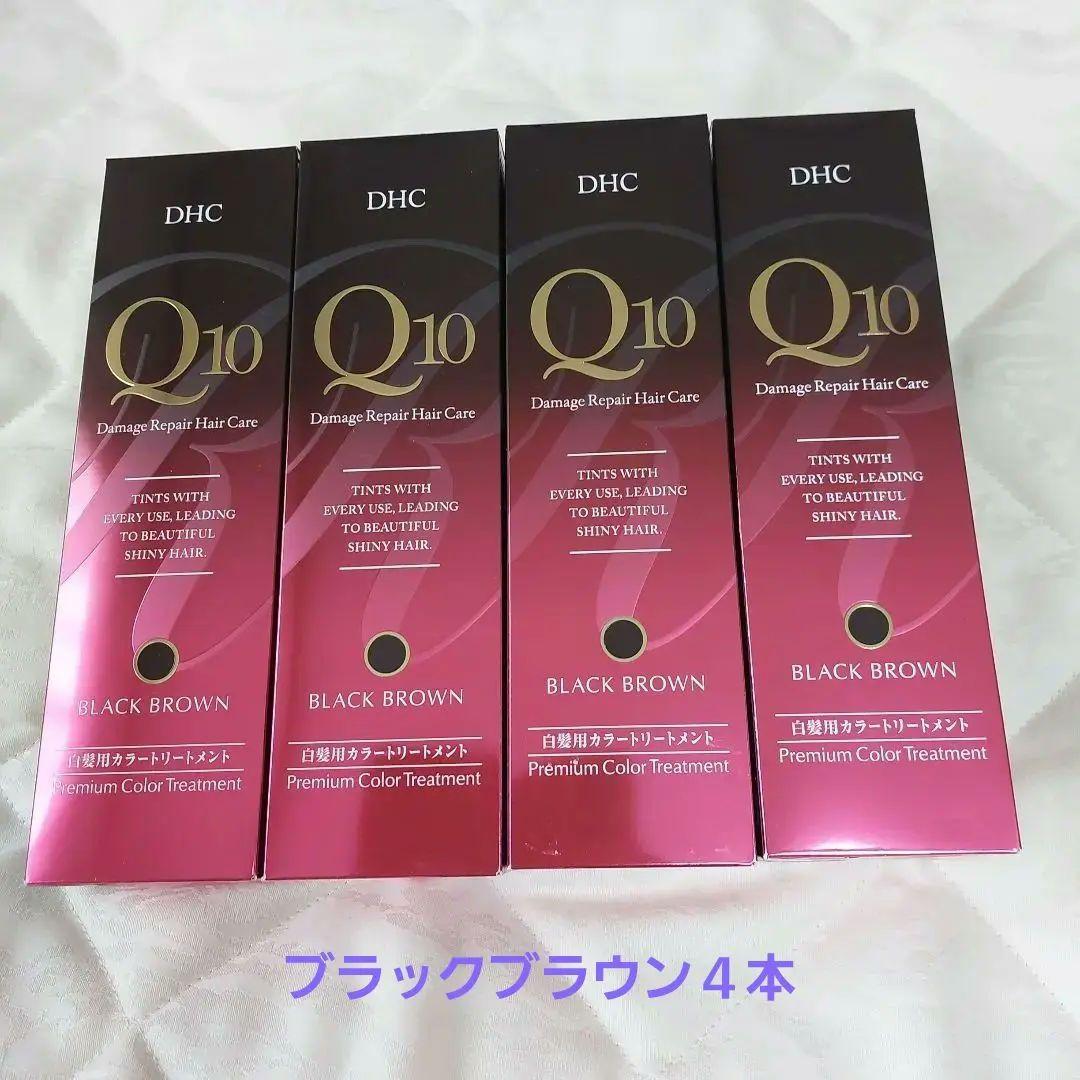 DHC
Q10
Damage Repair Hair Care
TINTS WITH
EVERY USE, LEADING
TO BEAUTIFUL
SHINY HAIR.
BLACK BROWN
白髪用カラートリートメント
Premium Color Treatment
DHC
Q10
Damage Repair Hair Care
TINTS WITH
EVERY USE, LEADING
TO BEAUTIFUL
SHINY HAIR.
BLACK BROWN
白髪用カラートリートメント
Premium Color Treatment
DHC
Q10
Damage Repair Hair Care
TINTS WITH
EVERY USE, LEADING
TO BEAUTIFUL
SHINY HAIR.
BLACK BROWN
白髪用カラートリートメント
Premium Color Treatment
DHC
Q10
Damage Repair Hair Care
TINTS WITH
EVERY USE, LEADING
TO BEAUTIFUL
SHINY HAIR.
BLACK BROWN
白髪用カラートリートメント
Premium Color Treatment
ブラックブラウン4本